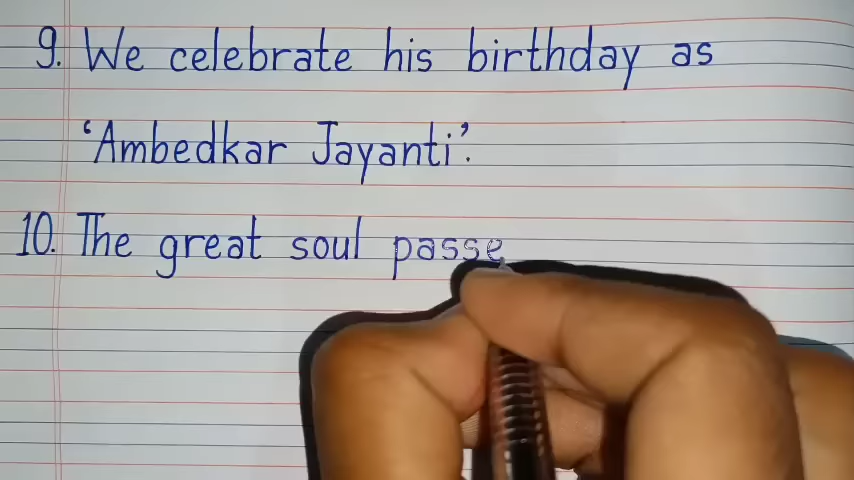 9. We celebrate his birthday as
‘Ambedkar Jayanti’.
10. The great soul passe